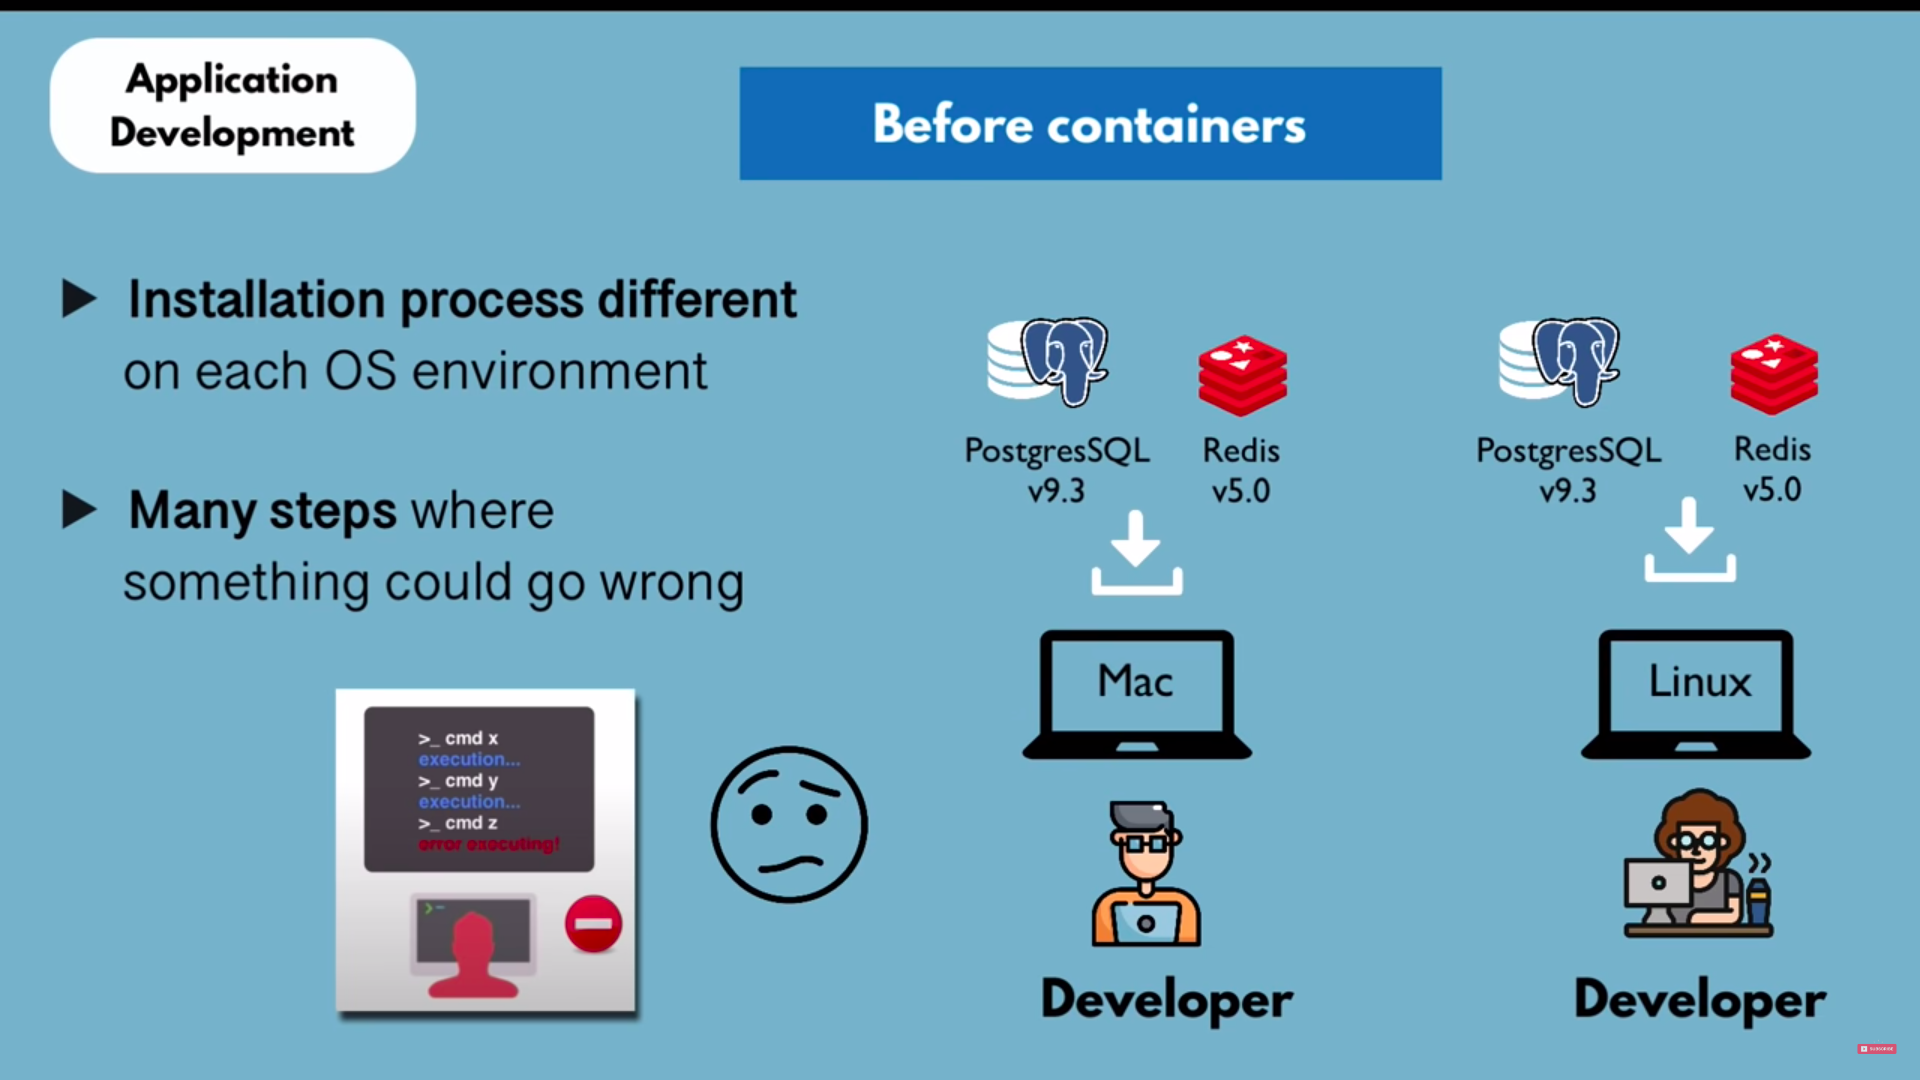 Application
Development
Before containers
Installation process different
on each OS environment
Many steps where
something could go wrong
PostgresSQL
v9.3
Redis
v5.0
PostgresSQL
v9.3
Redis
v5.0
Mac
Linux
>_ cmd x
execution...
>_ cmd y
execution...
>_ cmd z
error executing!
Developer
Developer
SUBSCRIBE